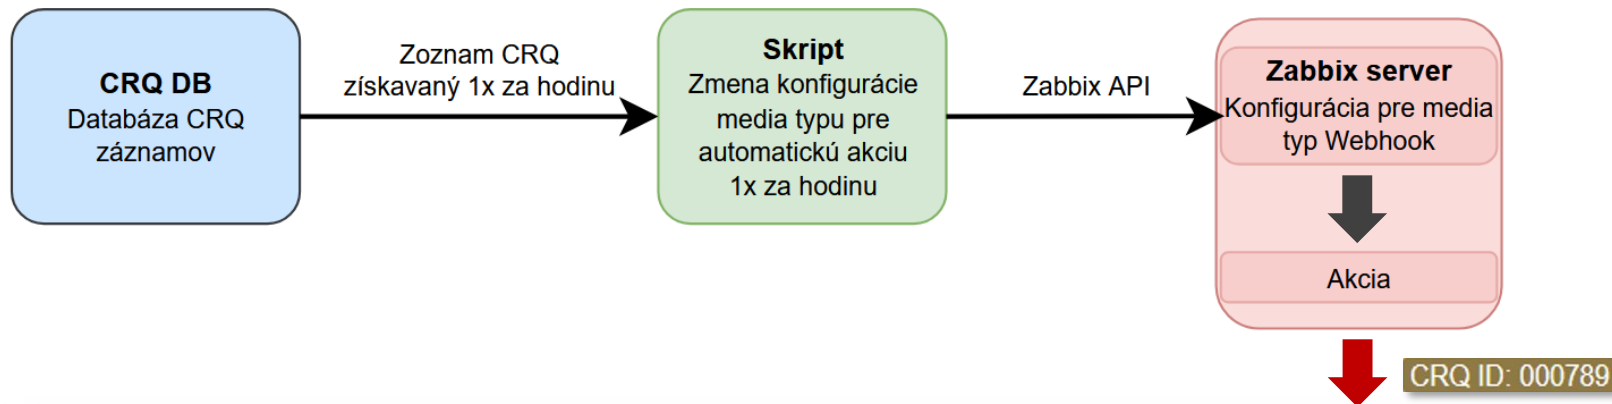 CRQ DB
Databáza CRQ
záznamov
Zoznam CRQ
získavaný 1x za hodinu
Skript
Zmena konfigurácie
media typu pre
automatickú akciu
1x za hodinu
Zabbix API
Zabbix server
Konfigurácia pre media
typ Webhook
Akcia
CRQ ID: 000789